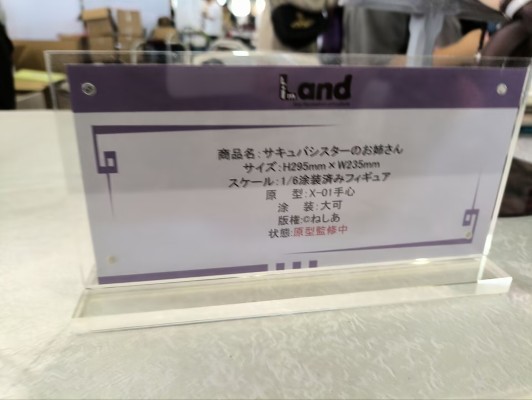 Land
商品名:サキュバシスターのお姉さん
サイズ:H295mm×W235mm
スケール:1/6塗装済みフィギュア
原 型:X-01手心
塗 装:大可
版権:©ねしあ
状態:原型監修中